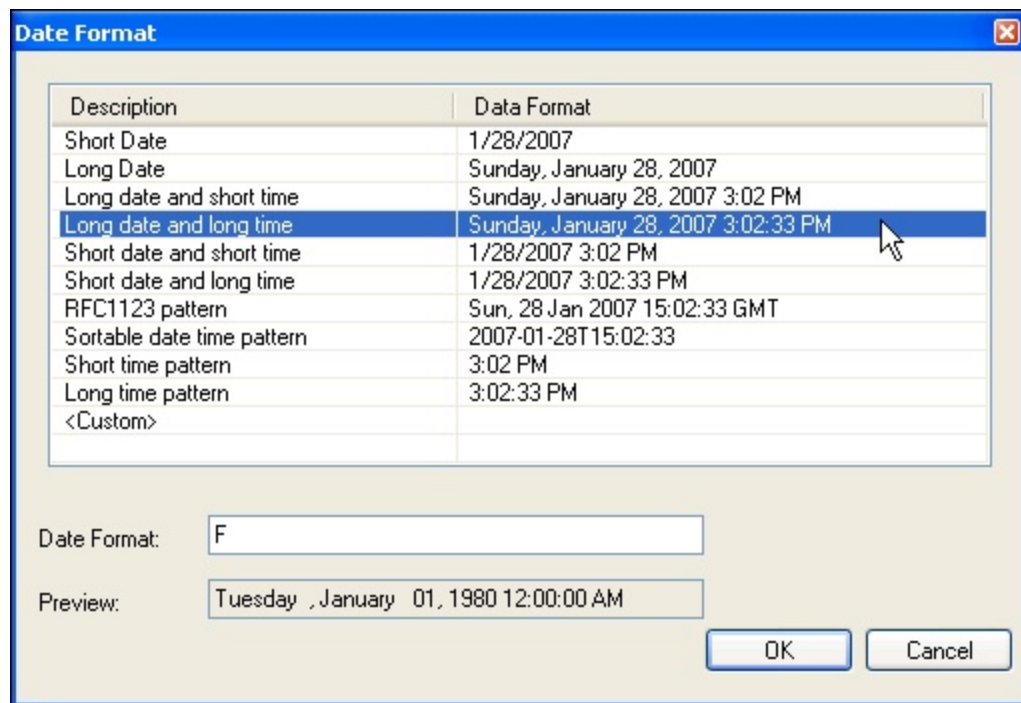 Date Format
Description Data Format
Short Date 1/28/2007
Long Date Sunday, January 28, 2007
Long date and short time Sunday, January 28, 2007 3:02 PM
Long date and long time Sunday, January 28, 2007 3:02:33 PM
Short date and short time 1/28/2007 3:02 PM
Short date and long time 1/28/2007 3:02:33 PM
RFC1123 pattern Sun, 28 Jan 2007 15:02:33 GMT
Sortable date time pattern 2007-01-28T15:02:33
Short time pattern 3:02 PM
Long time pattern 3:02:33 PM
<Custom>
Date Format: F
Preview: Tuesday , January 01, 1980 12:00:00 AM
OK Cancel